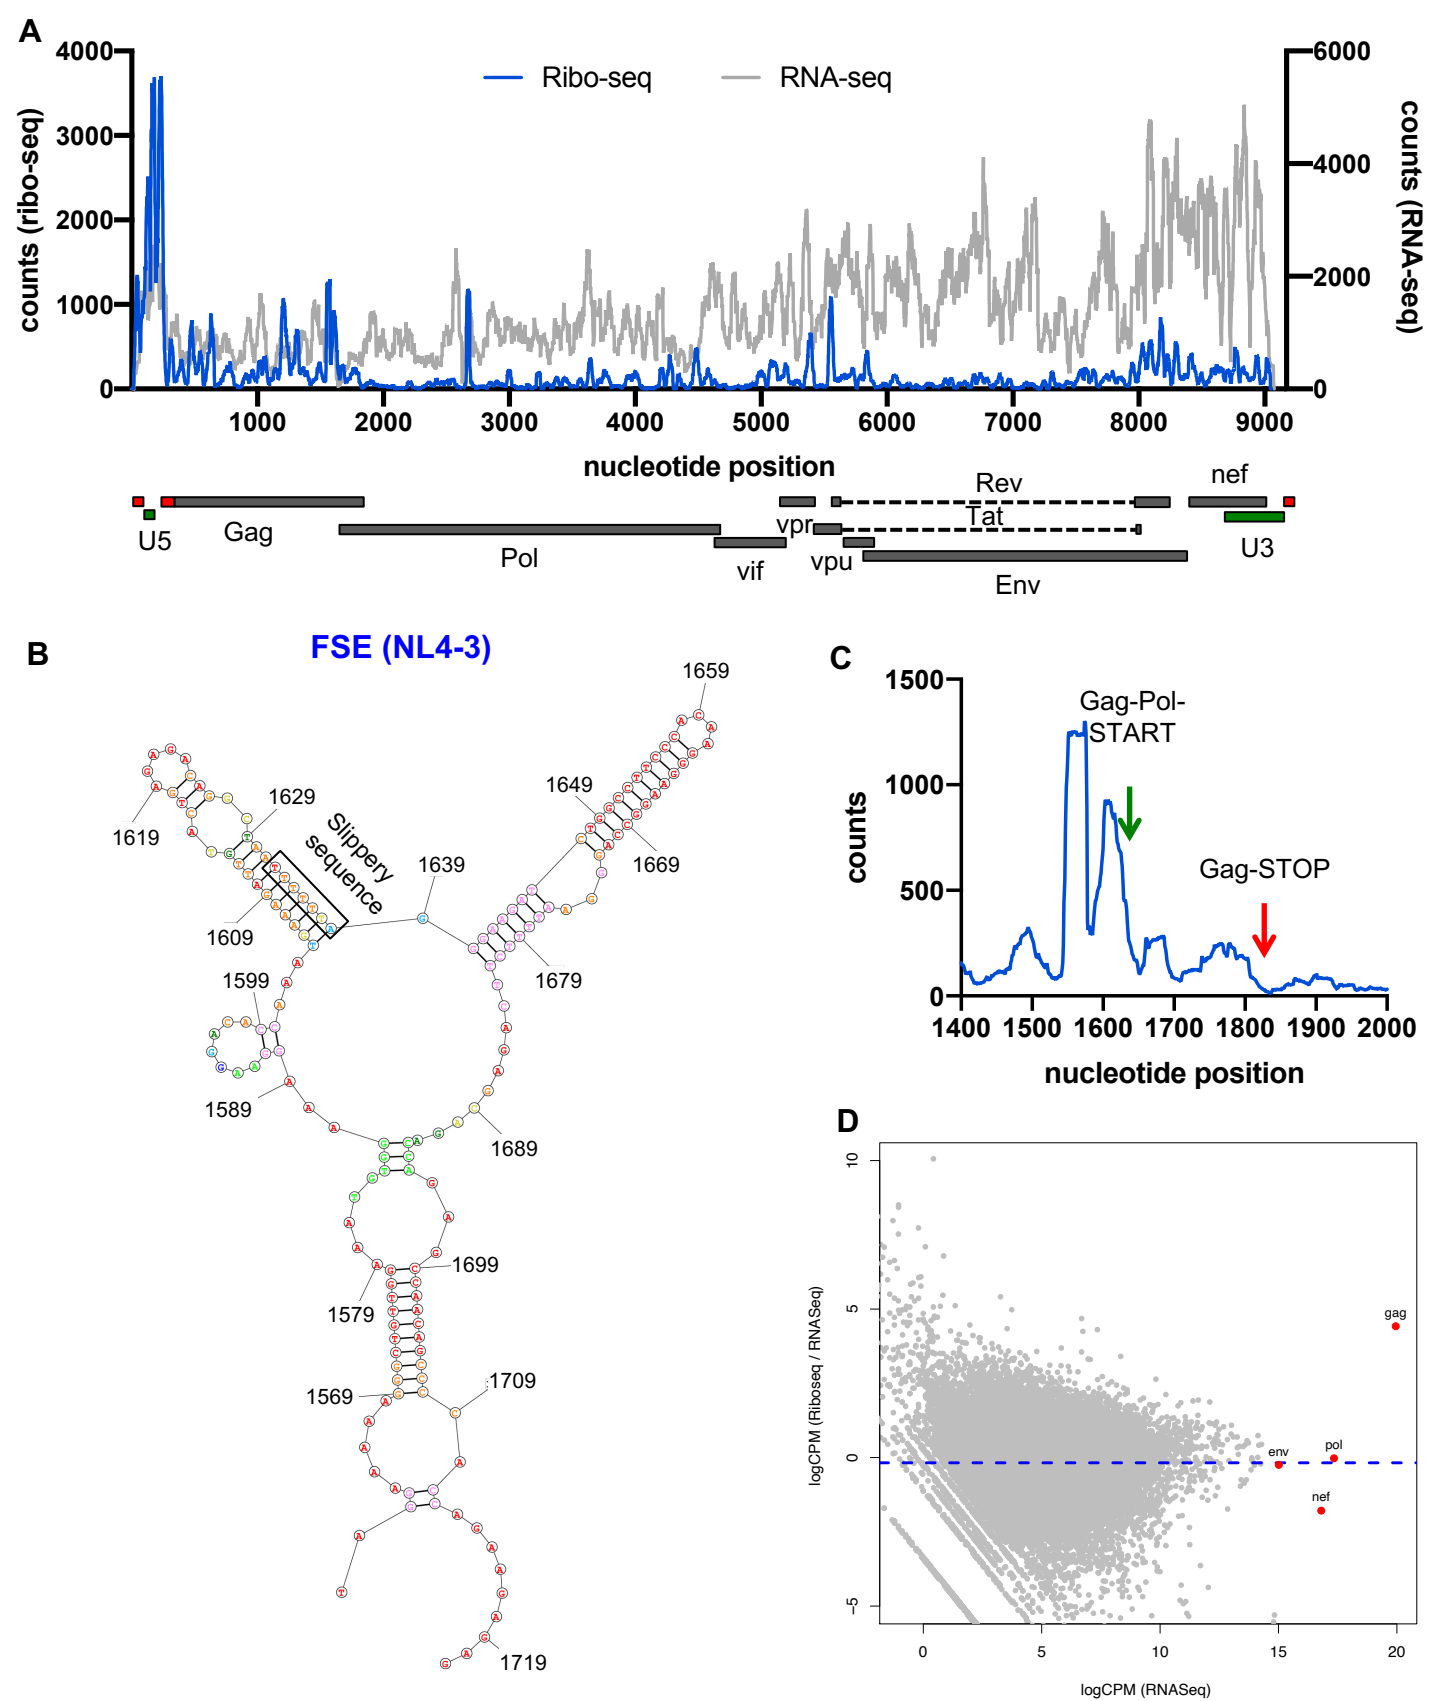 A
4000
3000
2000
1000
0
counts (ribo-seq)
Ribo-seq
RNA-seq
6000
4000
2000
0
counts (RNA-seq)
1000 2000 3000 4000 5000 6000 7000 8000 9000
nucleotide position
U5
Gag
Pol
vif
vpr
vpu
Rev
Tat
Env
nef
U3
B
FSE (NL4-3)
1659
1649
1629
1619
Slippery
sequence
1639
1669
1609
1599
1679
1589
1689
1699
1579
1569
1709
1719
C
1500
1000
500
0
counts
Gag-Pol-
START
Gag-STOP
1400 1500 1600 1700 1800 1900 2000
nucleotide position
D
10
5
0
−5
logCPM (Riboseq / RNASeq)
gag
env
pol
nef
0 5 10 15 20
logCPM (RNASeq)